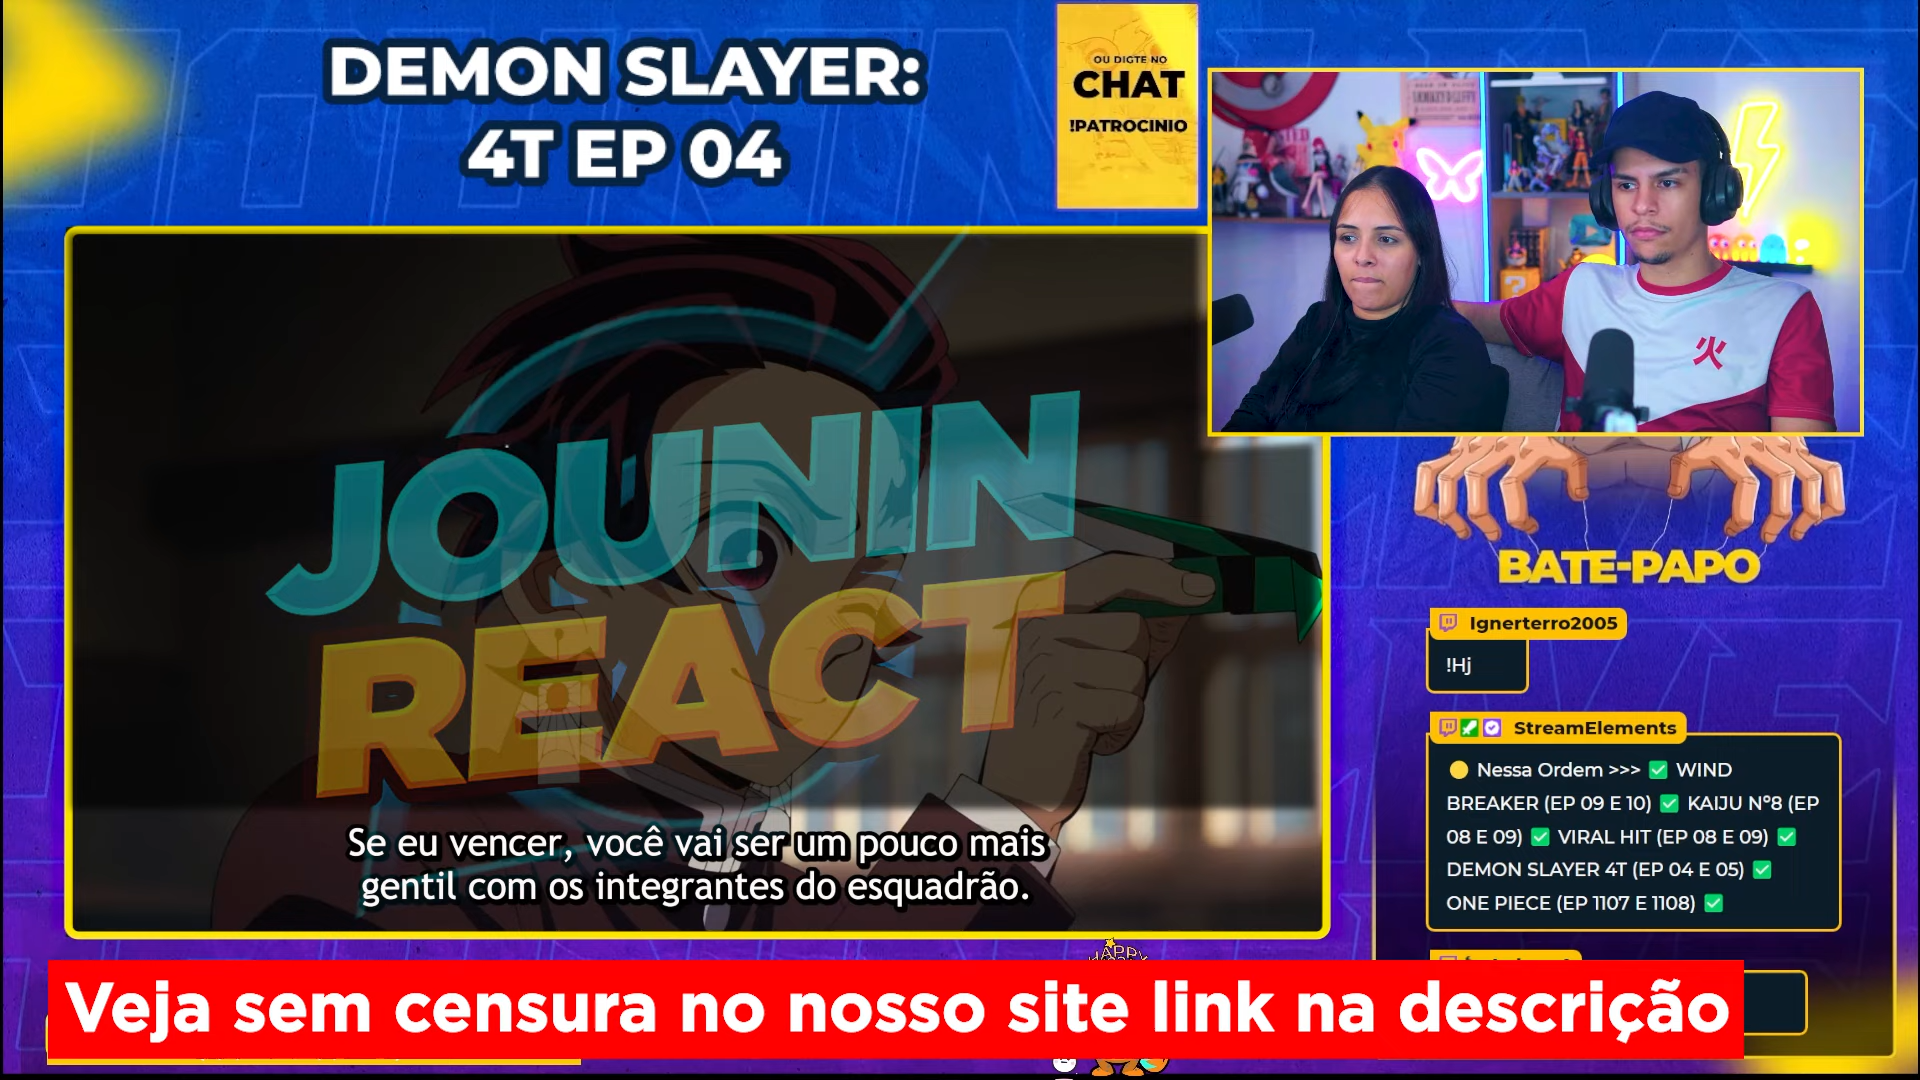 DEMON SLAYER:
4T EP 04
OU DIGTE NO
CHAT
!PATROCINIO
火
JOUNIN
REACT
Se eu vencer, você vai ser um pouco mais
gentil com os integrantes do esquadrão.
BATE-PAPO
Ignerterro2005
!Hj
StreamElements
🟡 Nessa Ordem >>> ✅ WIND
BREAKER (EP 09 E 10) ✅ KAIJU Nº8 (EP
08 E 09) ✅ VIRAL HIT (EP 08 E 09) ✅
DEMON SLAYER 4T (EP 04 E 05) ✅
ONE PIECE (EP 1107 E 1108) ✅
HAPPY
Veja sem censura no nosso site link na descrição